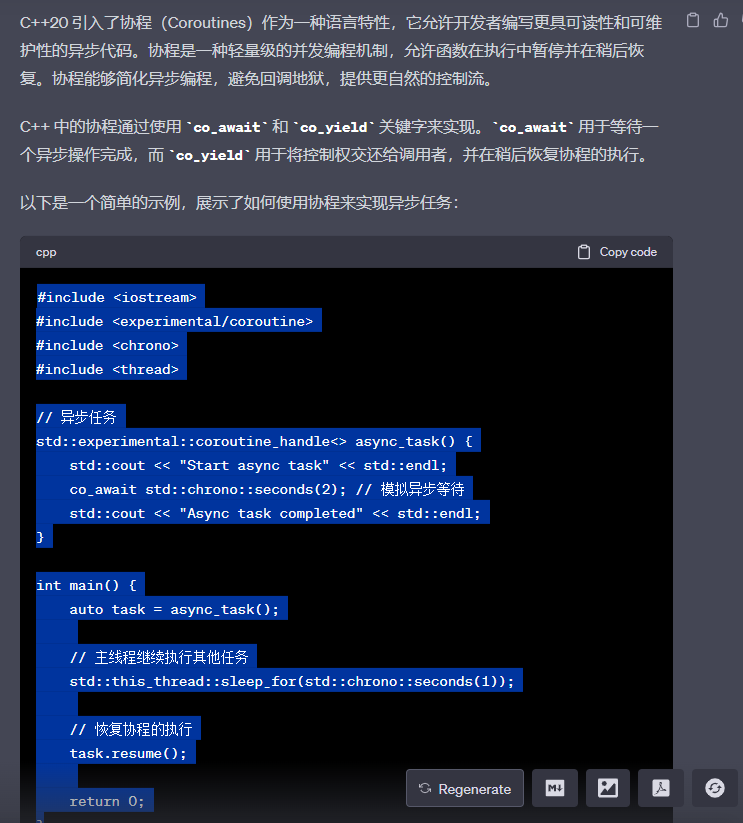 C++20 引入了协程（Coroutines）作为一种语言特性，它允许开发者编写更具可读性和可维
护性的异步代码。协程是一种轻量级的并发编程机制，允许函数在执行中暂停并在稍后恢
复。协程能够简化异步编程，避免回调地狱，提供更自然的控制流。
C++ 中的协程通过使用 `co_await` 和 `co_yield` 关键字来实现。`co_await` 用于等待一
个异步操作完成，而 `co_yield` 用于将控制权交还给调用者，并在稍后恢复协程的执行。
以下是一个简单的示例，展示了如何使用协程来实现异步任务：
cpp
Copy code
#include <iostream>
#include <experimental/coroutine>
#include <chrono>
#include <thread>
// 异步任务
std::experimental::coroutine_handle<> async_task() {
    std::cout << "Start async task" << std::endl;
    co_await std::chrono::seconds(2); // 模拟异步等待
    std::cout << "Async task completed" << std::endl;
}
int main() {
    auto task = async_task();
    // 主线程继续执行其他任务
    std::this_thread::sleep_for(std::chrono::seconds(1));
    // 恢复协程的执行
    task.resume();
Regenerate
M↓
    return 0;